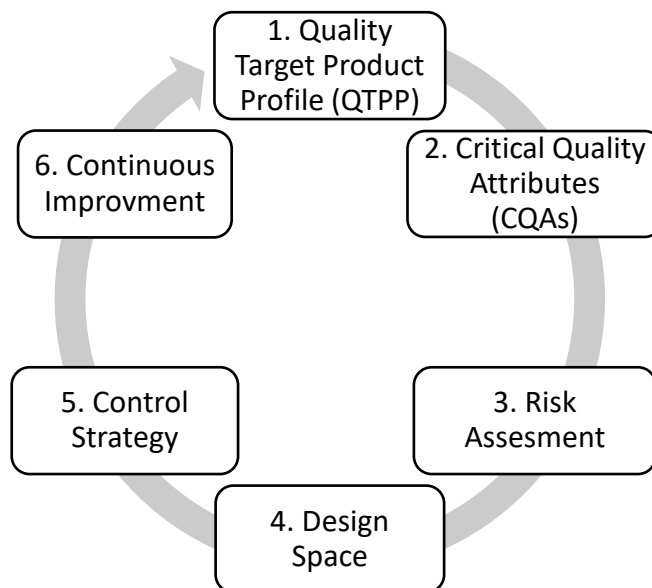 1. Quality
Target Product
Profile (QTPP)
2. Critical Quality
Attributes
(CQAs)
3. Risk
Assesment
4. Design
Space
5. Control
Strategy
6. Continuous
Improvment